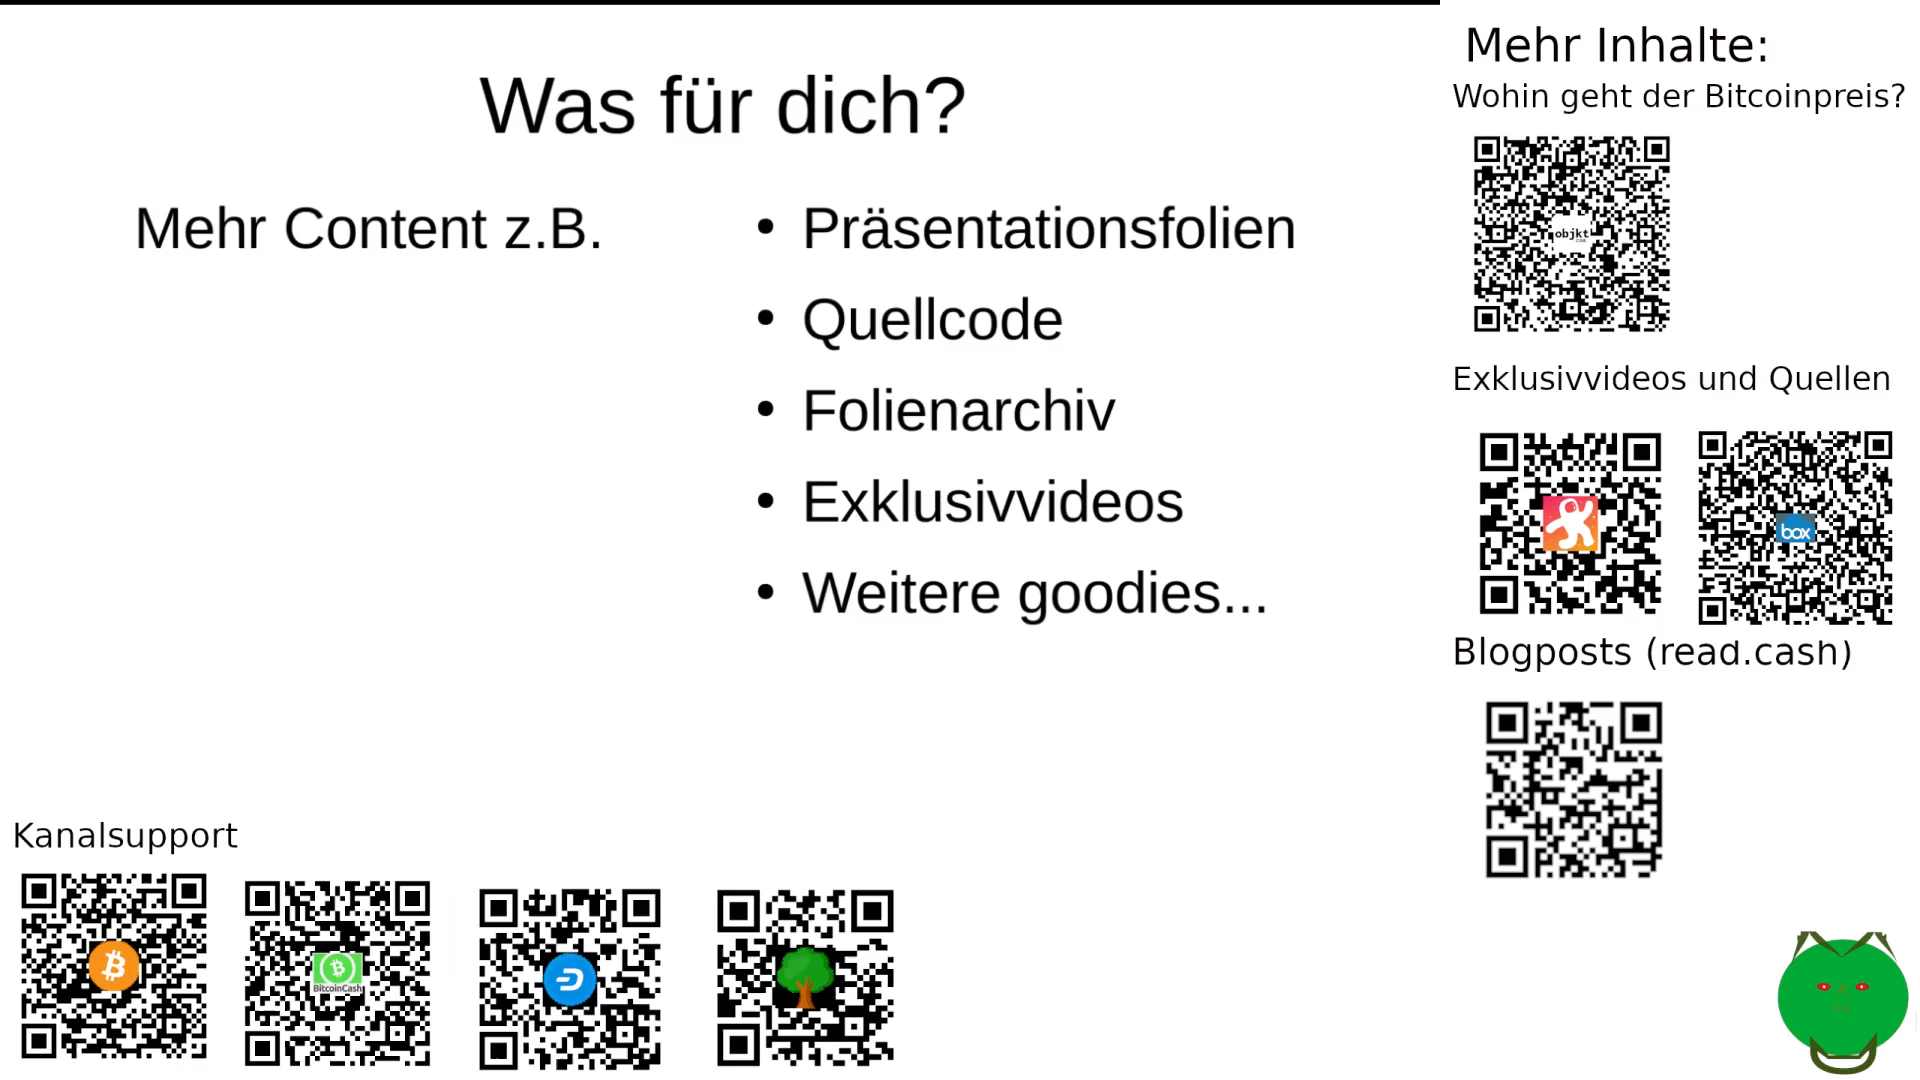 Was für dich?
Mehr Content z.B.
• Präsentationsfolien
• Quellcode
• Folienarchiv
• Exklusivvideos
• Weitere goodies...
Mehr Inhalte:
Wohin geht der Bitcoinpreis?
objkt
Exklusivvideos und Quellen
box
Blogposts (read.cash)
Kanalsupport
BitcoinCash